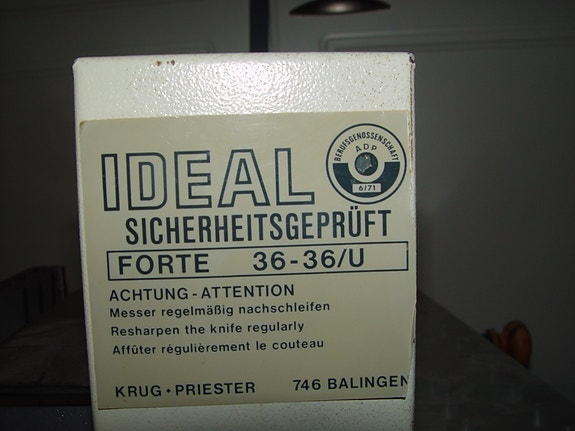 IDEAL
BERUFSGENOSSENSCHAFT
ADP
6/71
SICHERHEITSGEPRÜFT
FORTE 36-36/U
ACHTUNG - ATTENTION
Messer regelmäßig nachschleifen
Resharpen the knife regularly
Affûter régulièrement le couteau
KRUG + PRIESTER 746 BALINGEN